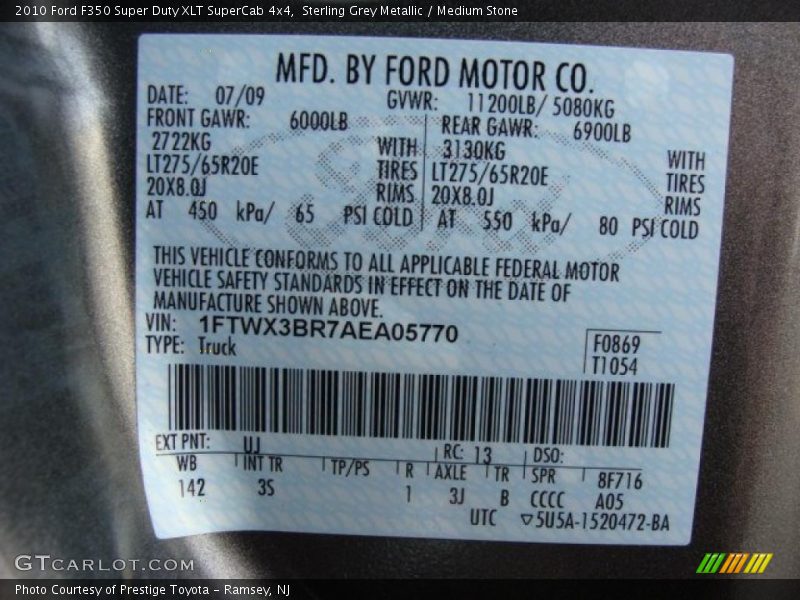 2010 Ford F350 Super Duty XLT SuperCab 4x4, Sterling Grey Metallic / Medium Stone
MFD. BY FORD MOTOR CO.
DATE: 07/09 GVWR: 11200LB/ 5080KG
FRONT GAWR: 6000LB REAR GAWR: 6900LB
2722KG WITH 3130KG WITH
LT275/65R20E TIRES LT275/65R20E TIRES
20X8.0J RIMS 20X8.0J RIMS
AT 450 kPa/ 65 PSI COLD AT 550 kPa/ 80 PSI COLD
THIS VEHICLE CONFORMS TO ALL APPLICABLE FEDERAL MOTOR
VEHICLE SAFETY STANDARDS IN EFFECT ON THE DATE OF
MANUFACTURE SHOWN ABOVE.
VIN: 1FTWX3BR7AEA05770
TYPE: Truck
F0869
T1054
EXT PNT: UJ RC: 13 DSO:
WB INT TR TP/PS R AXLE TR SPR 8F716
142 3S 1 3J B CCCC A05
UTC ▽5U5A-1520472-BA
GTCARLOT.COM
Photo Courtesy of Prestige Toyota - Ramsey, NJ